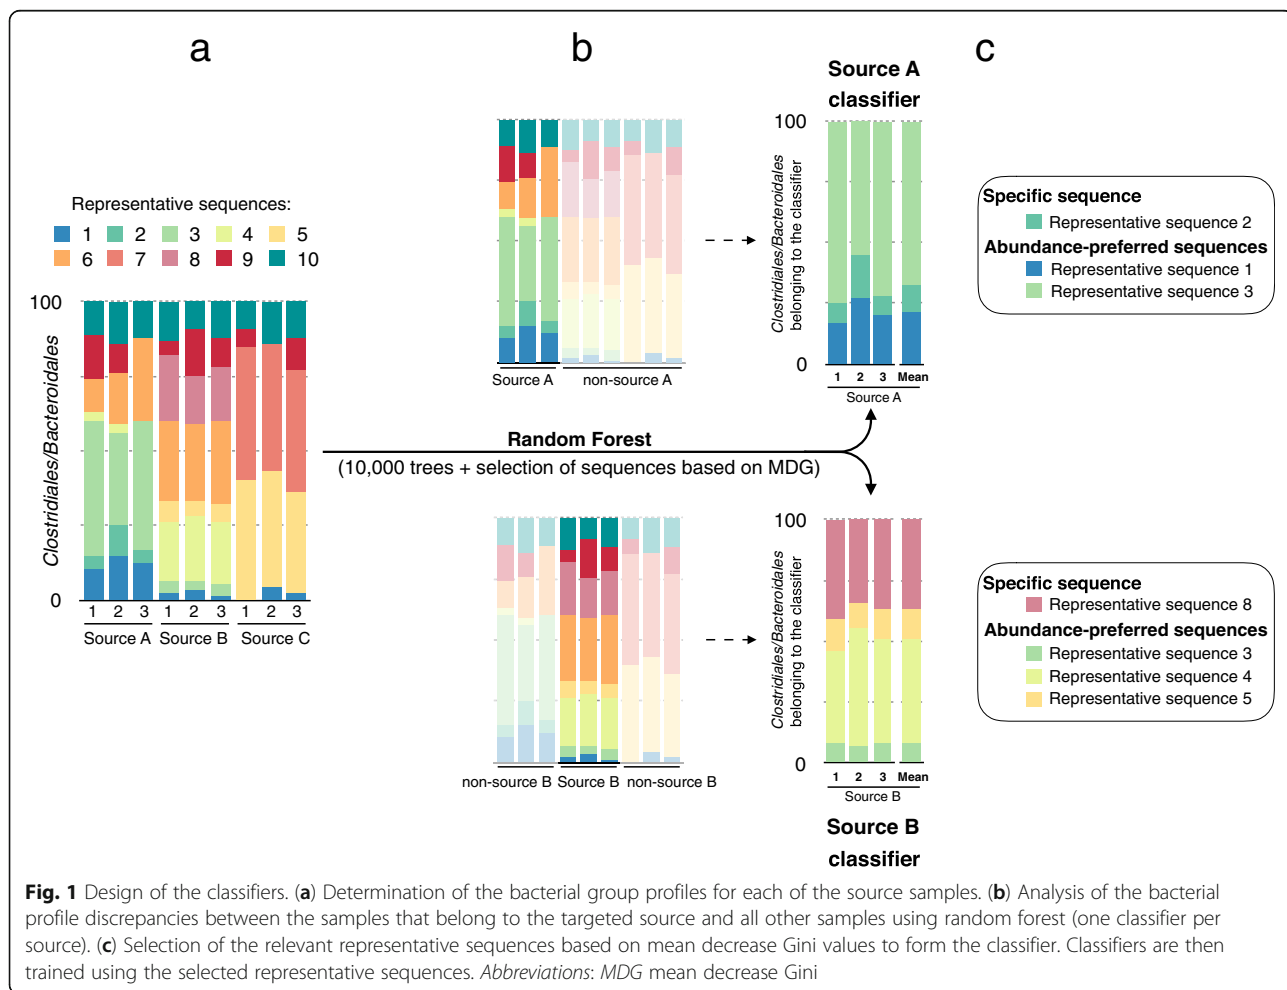 a
b
c
Source A
classifier
Representative sequences:
1 2 3 4 5
6 7 8 9 10
100
Clostridiales/Bacteroidales
0
1 2 3 1 2 3 1 2 3
Source A Source B Source C
Source A non-source A
100
Clostridiales/Bacteroidales
belonging to the classifier
0
1 2 3 Mean
Source A
Specific sequence
Representative sequence 2
Abundance-preferred sequences
Representative sequence 1
Representative sequence 3
Random Forest
(10,000 trees + selection of sequences based on MDG)
non-source B Source B non-source B
100
Clostridiales/Bacteroidales
belonging to the classifier
0
1 2 3 Mean
Source B
Source B
classifier
Specific sequence
Representative sequence 8
Abundance-preferred sequences
Representative sequence 3
Representative sequence 4
Representative sequence 5
Fig. 1 Design of the classifiers. (a) Determination of the bacterial group profiles for each of the source samples. (b) Analysis of the bacterial
profile discrepancies between the samples that belong to the targeted source and all other samples using random forest (one classifier per
source). (c) Selection of the relevant representative sequences based on mean decrease Gini values to form the classifier. Classifiers are then
trained using the selected representative sequences. Abbreviations: MDG mean decrease Gini